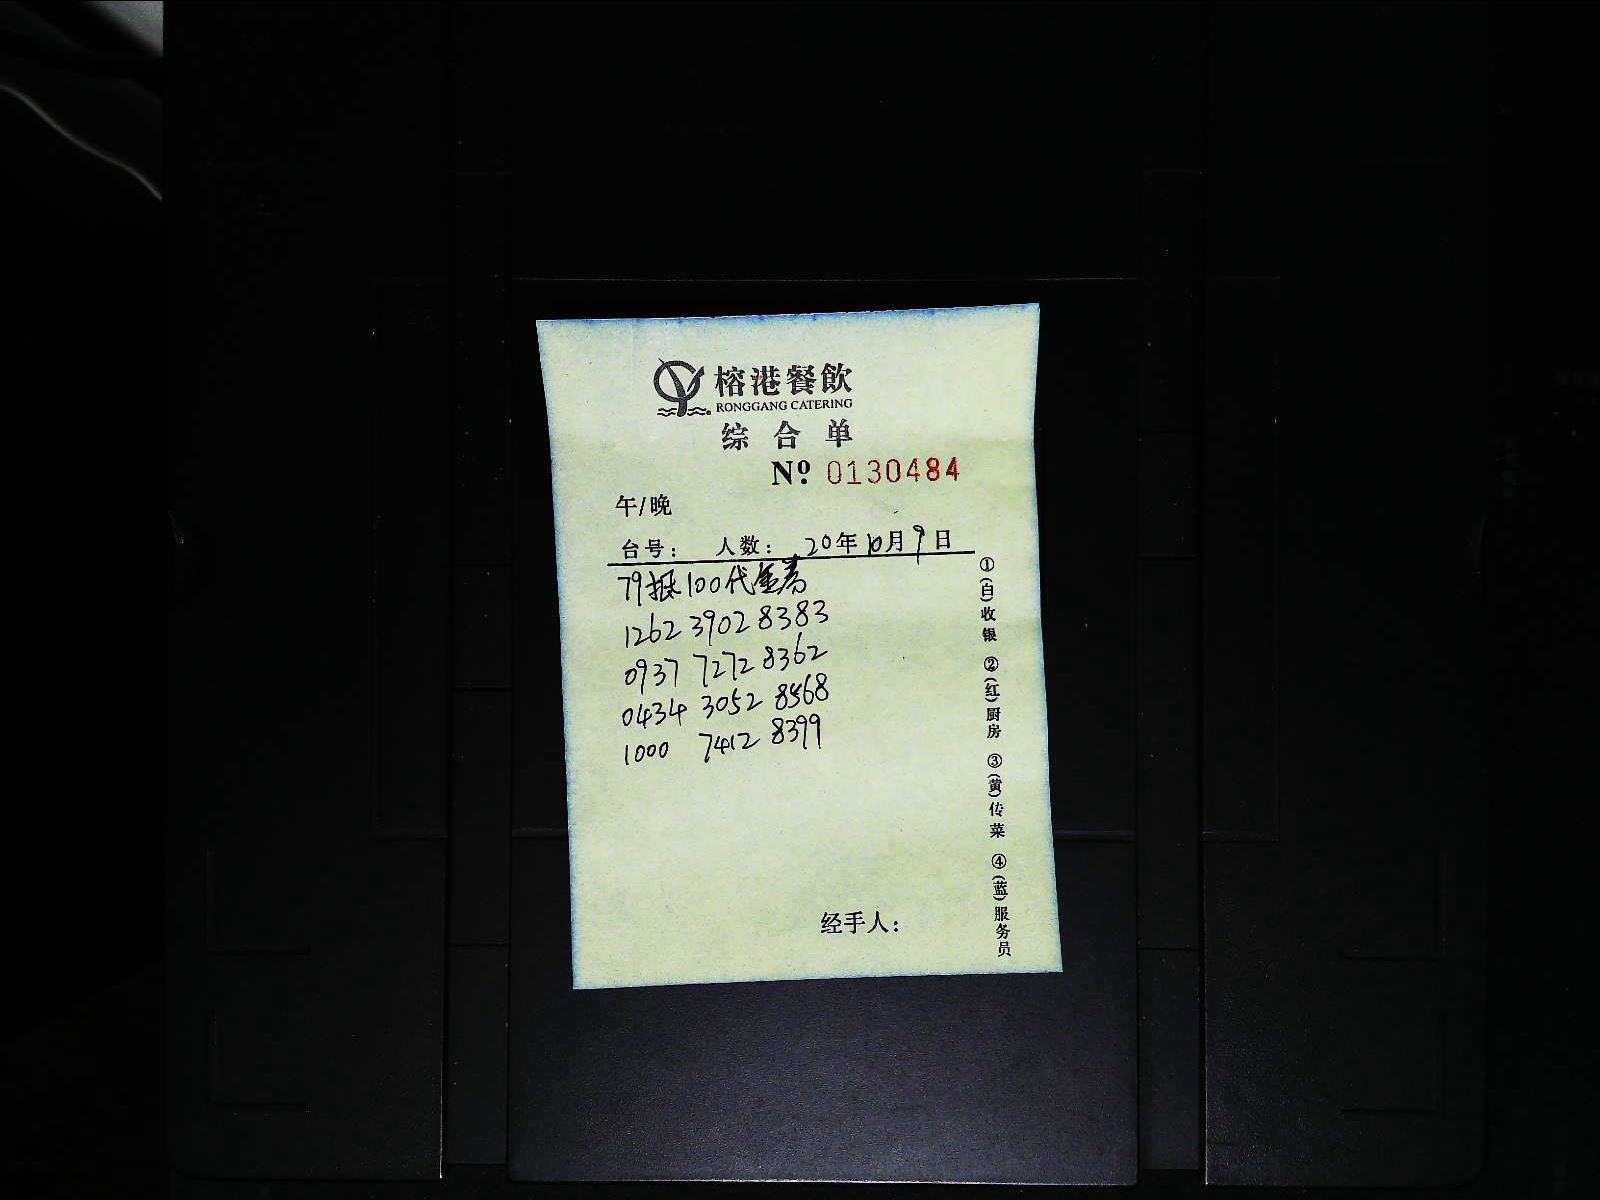 榕港餐飲
RONGGANG CATERING
综合单
Nº 0130484
午/晚
台号： 人数： 20年10月9日
79抵100代金券
1262 3902 8383
0937 7272 8362
0434 3052 8568
1000 7412 8399
经手人：
①(白)收银 ②(红)厨房 ③(黄)传菜 ④(蓝)服务员